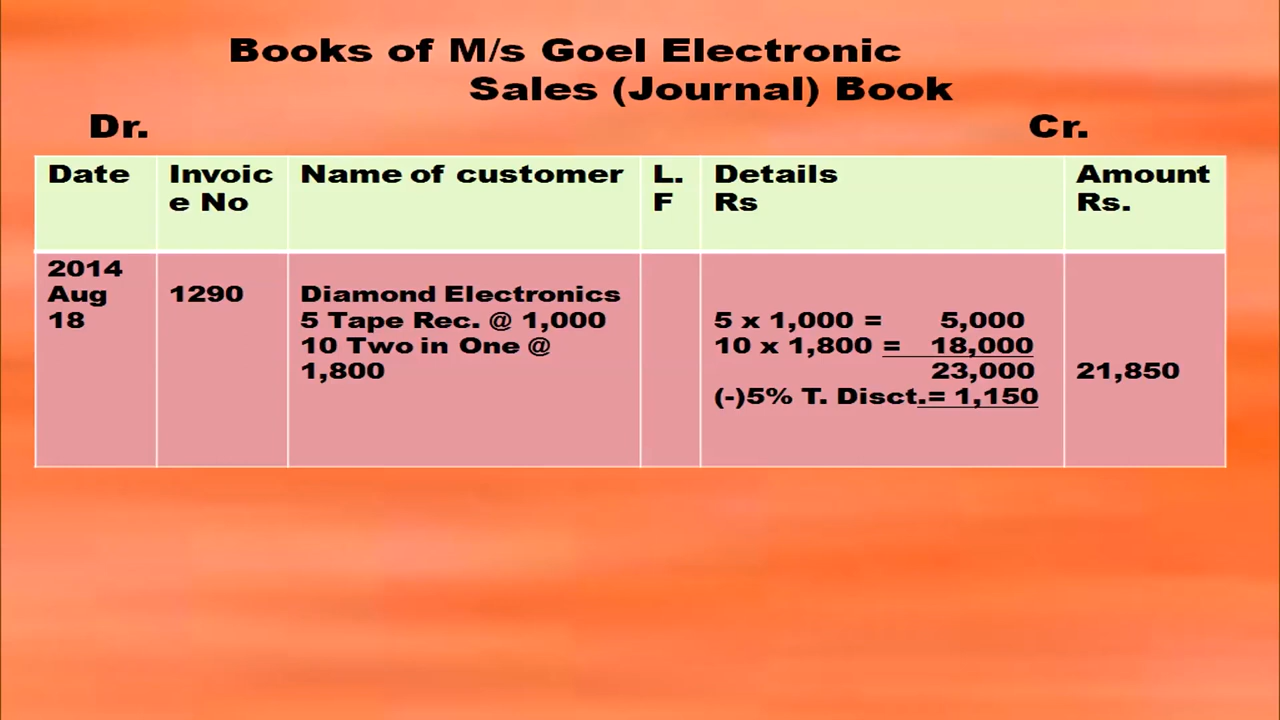 Books of M/s Goel Electronic
Sales (Journal) Book
Dr. Cr.
Date Invoic Name of customer L. Details Amount
e No F Rs Rs.
2014
Aug 1290 Diamond Electronics
18 5 Tape Rec. @ 1,000 5 x 1,000 = 5,000
10 Two in One @ 10 x 1,800 = 18,000
1,800 23,000 21,850
(-)5% T. Disct.= 1,150